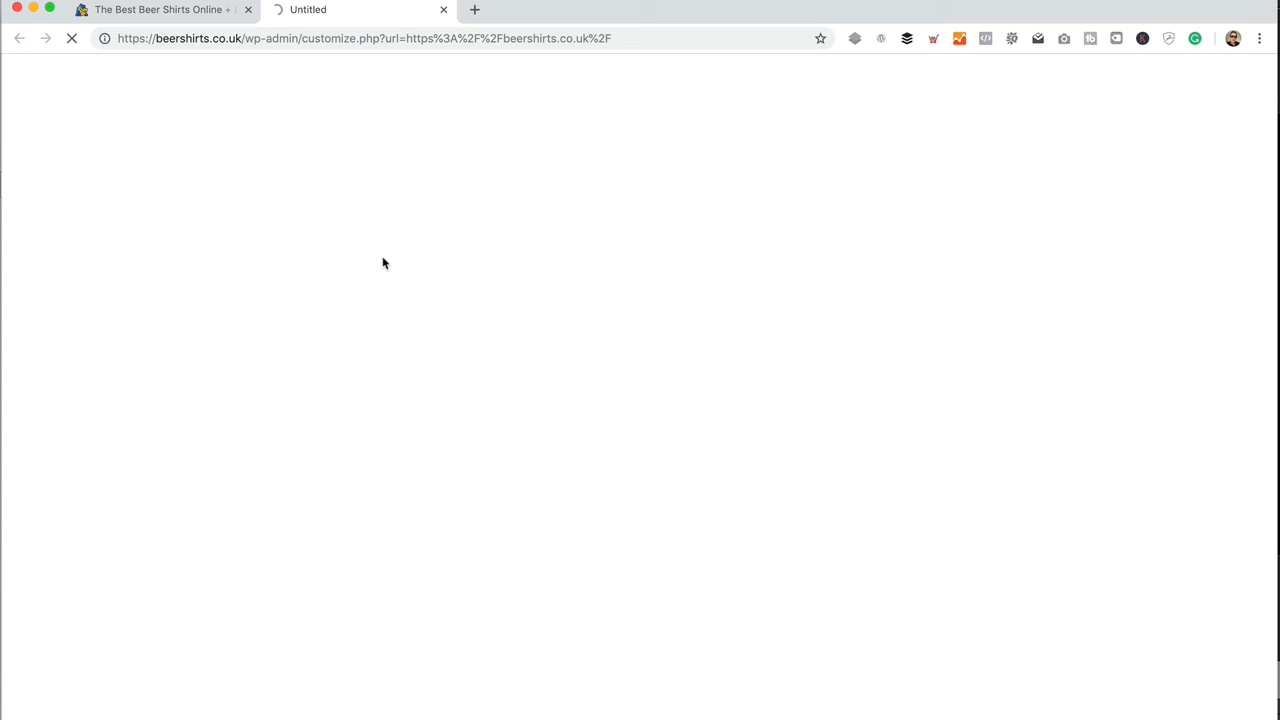 The Best Beer Shirts Online +
Untitled
https://beershirts.co.uk/wp-admin/customize.php?url=https%3A%2F%2Fbeershirts.co.uk%2F